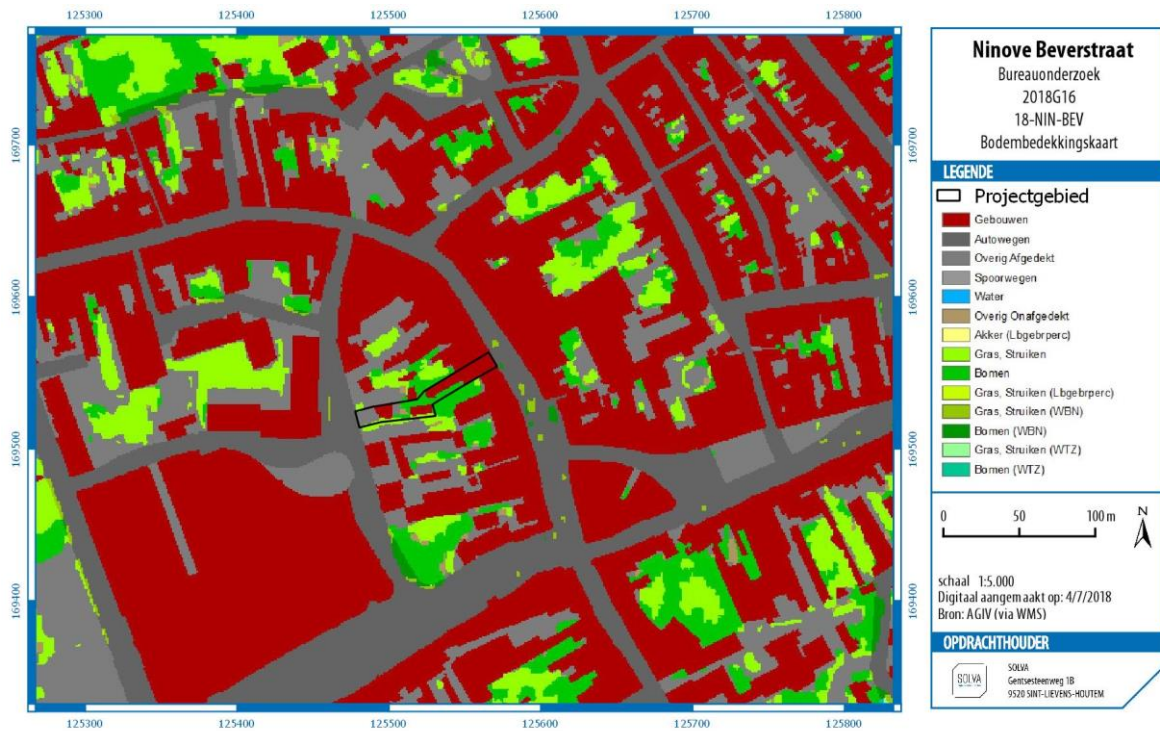 125300 125400 125500 125600 125700 125800
169700
169600
169500
169400
169700
169600
169500
169400
125300 125400 125500 125600 125700 125800
Ninove Beverstraat
Bureauonderzoek
2018G16
18-NIN-BEV
Bodembedekkingskaart
LEGENDE
Projectgebied
Gebouwen
Autowegen
Overig Afgedekt
Spoorwegen
Water
Overig Onafgedekt
Akker (Lbgebrperc)
Gras, Struiken
Bomen
Gras, Struiken (Lbgebrperc)
Gras, Struiken (WBN)
Bomen (WBN)
Gras, Struiken (WTZ)
Bomen (WTZ)
0 50 100 m
N
schaal 1:5.000
Digitaal aangemaakt op: 4/7/2018
Bron: AGIV (via WMS)
OPDRACHTHOUDER
SOLVA
SOLVA
Gentsesteenweg 1B
9520 SINT-LIEVENS-HOUTEM